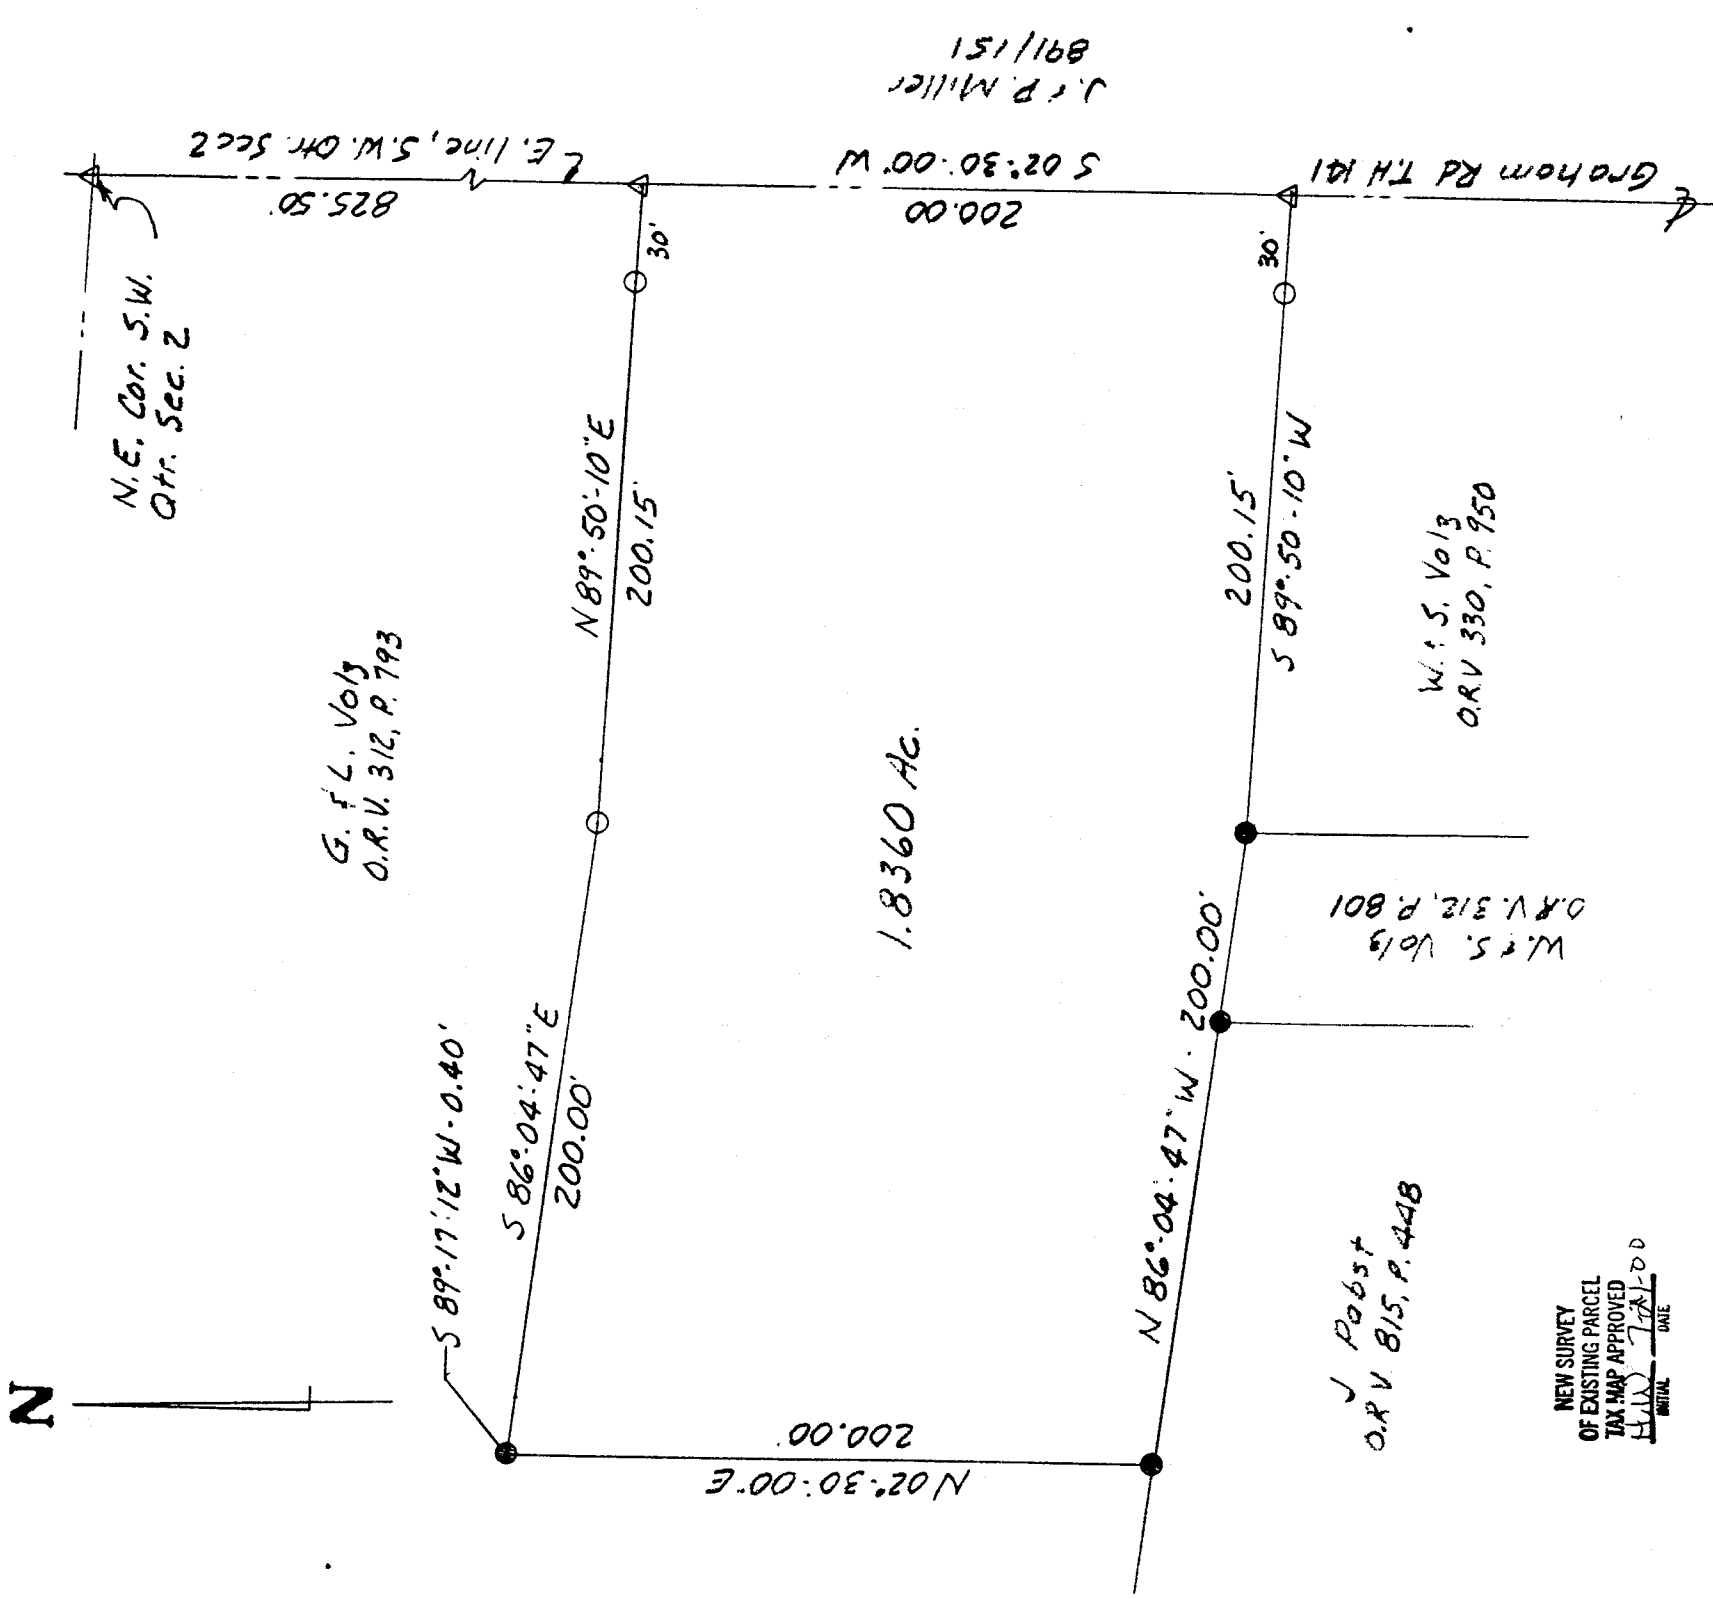 N
J. & P. Miller
891/151
E. line, S.W. Qtr. Sec 2
825.50'
S 02°-30'-00" W
200.00
Graham Rd T.H 141
N.E. Cor. S.W.
Qtr. Sec. 2
30'
30'
N 89°-50'-10" E
200.15'
200.15'
S 89°-50'-10" W
G. & L. Volz
O.R.V. 312, P. 793
W. & S. Volz
O.R.V 330, P. 950
1.8360 Ac.
W. & S. Volz
O.R.V. 312, P. 801
S 89°-17'-12" W - 0.40'
S 86°-04'-47" E
200.00'
N 86°-04'-47" W - 200.00'
J Pabst
O.R.V. 815, P. 448
N 02°-30'-00" E
200.00'
NEW SURVEY
OF EXISTING PARCEL
TAX MAP APPROVED
INITIAL DATE